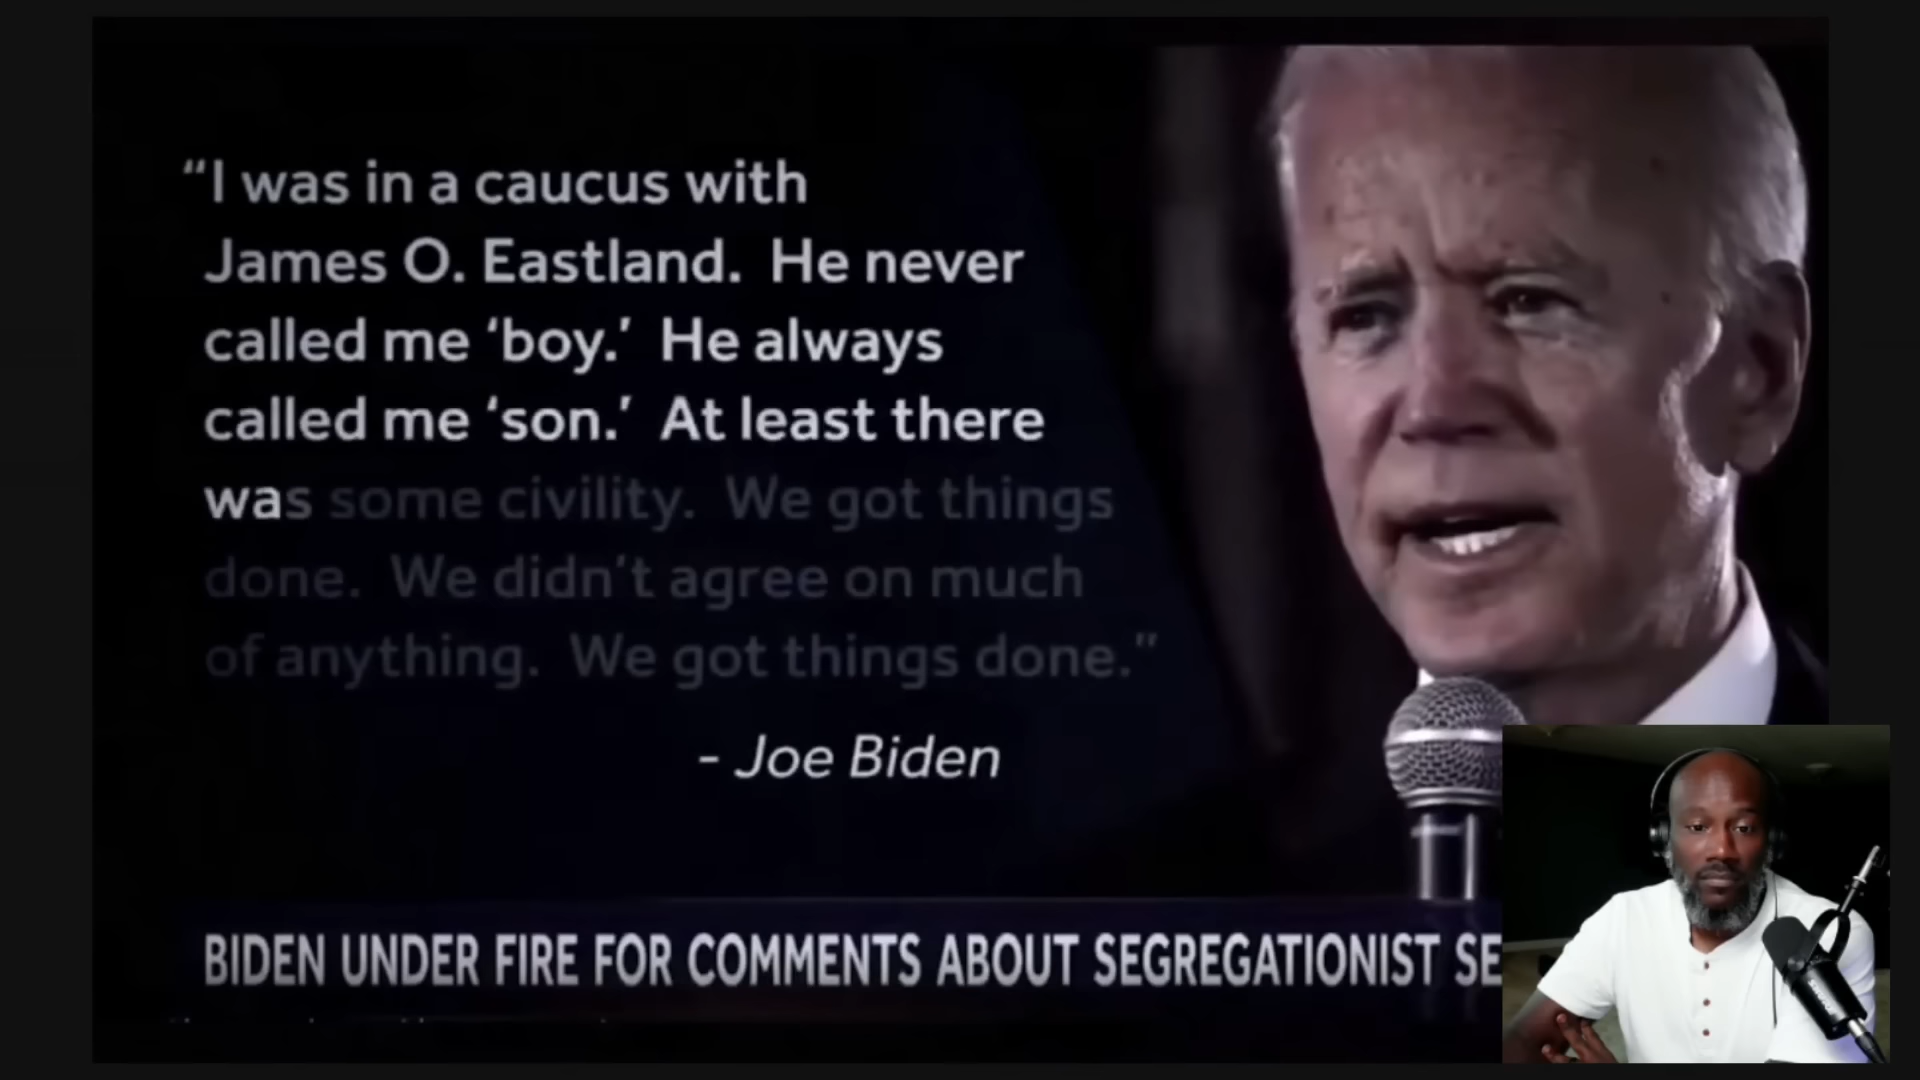 “I was in a caucus with
James O. Eastland. He never
called me ‘boy.’ He always
called me ‘son.’ At least there
was some civility. We got things
done. We didn’t agree on much
of anything. We got things done.”
- Joe Biden
BIDEN UNDER FIRE FOR COMMENTS ABOUT SEGREGATIONIST SE